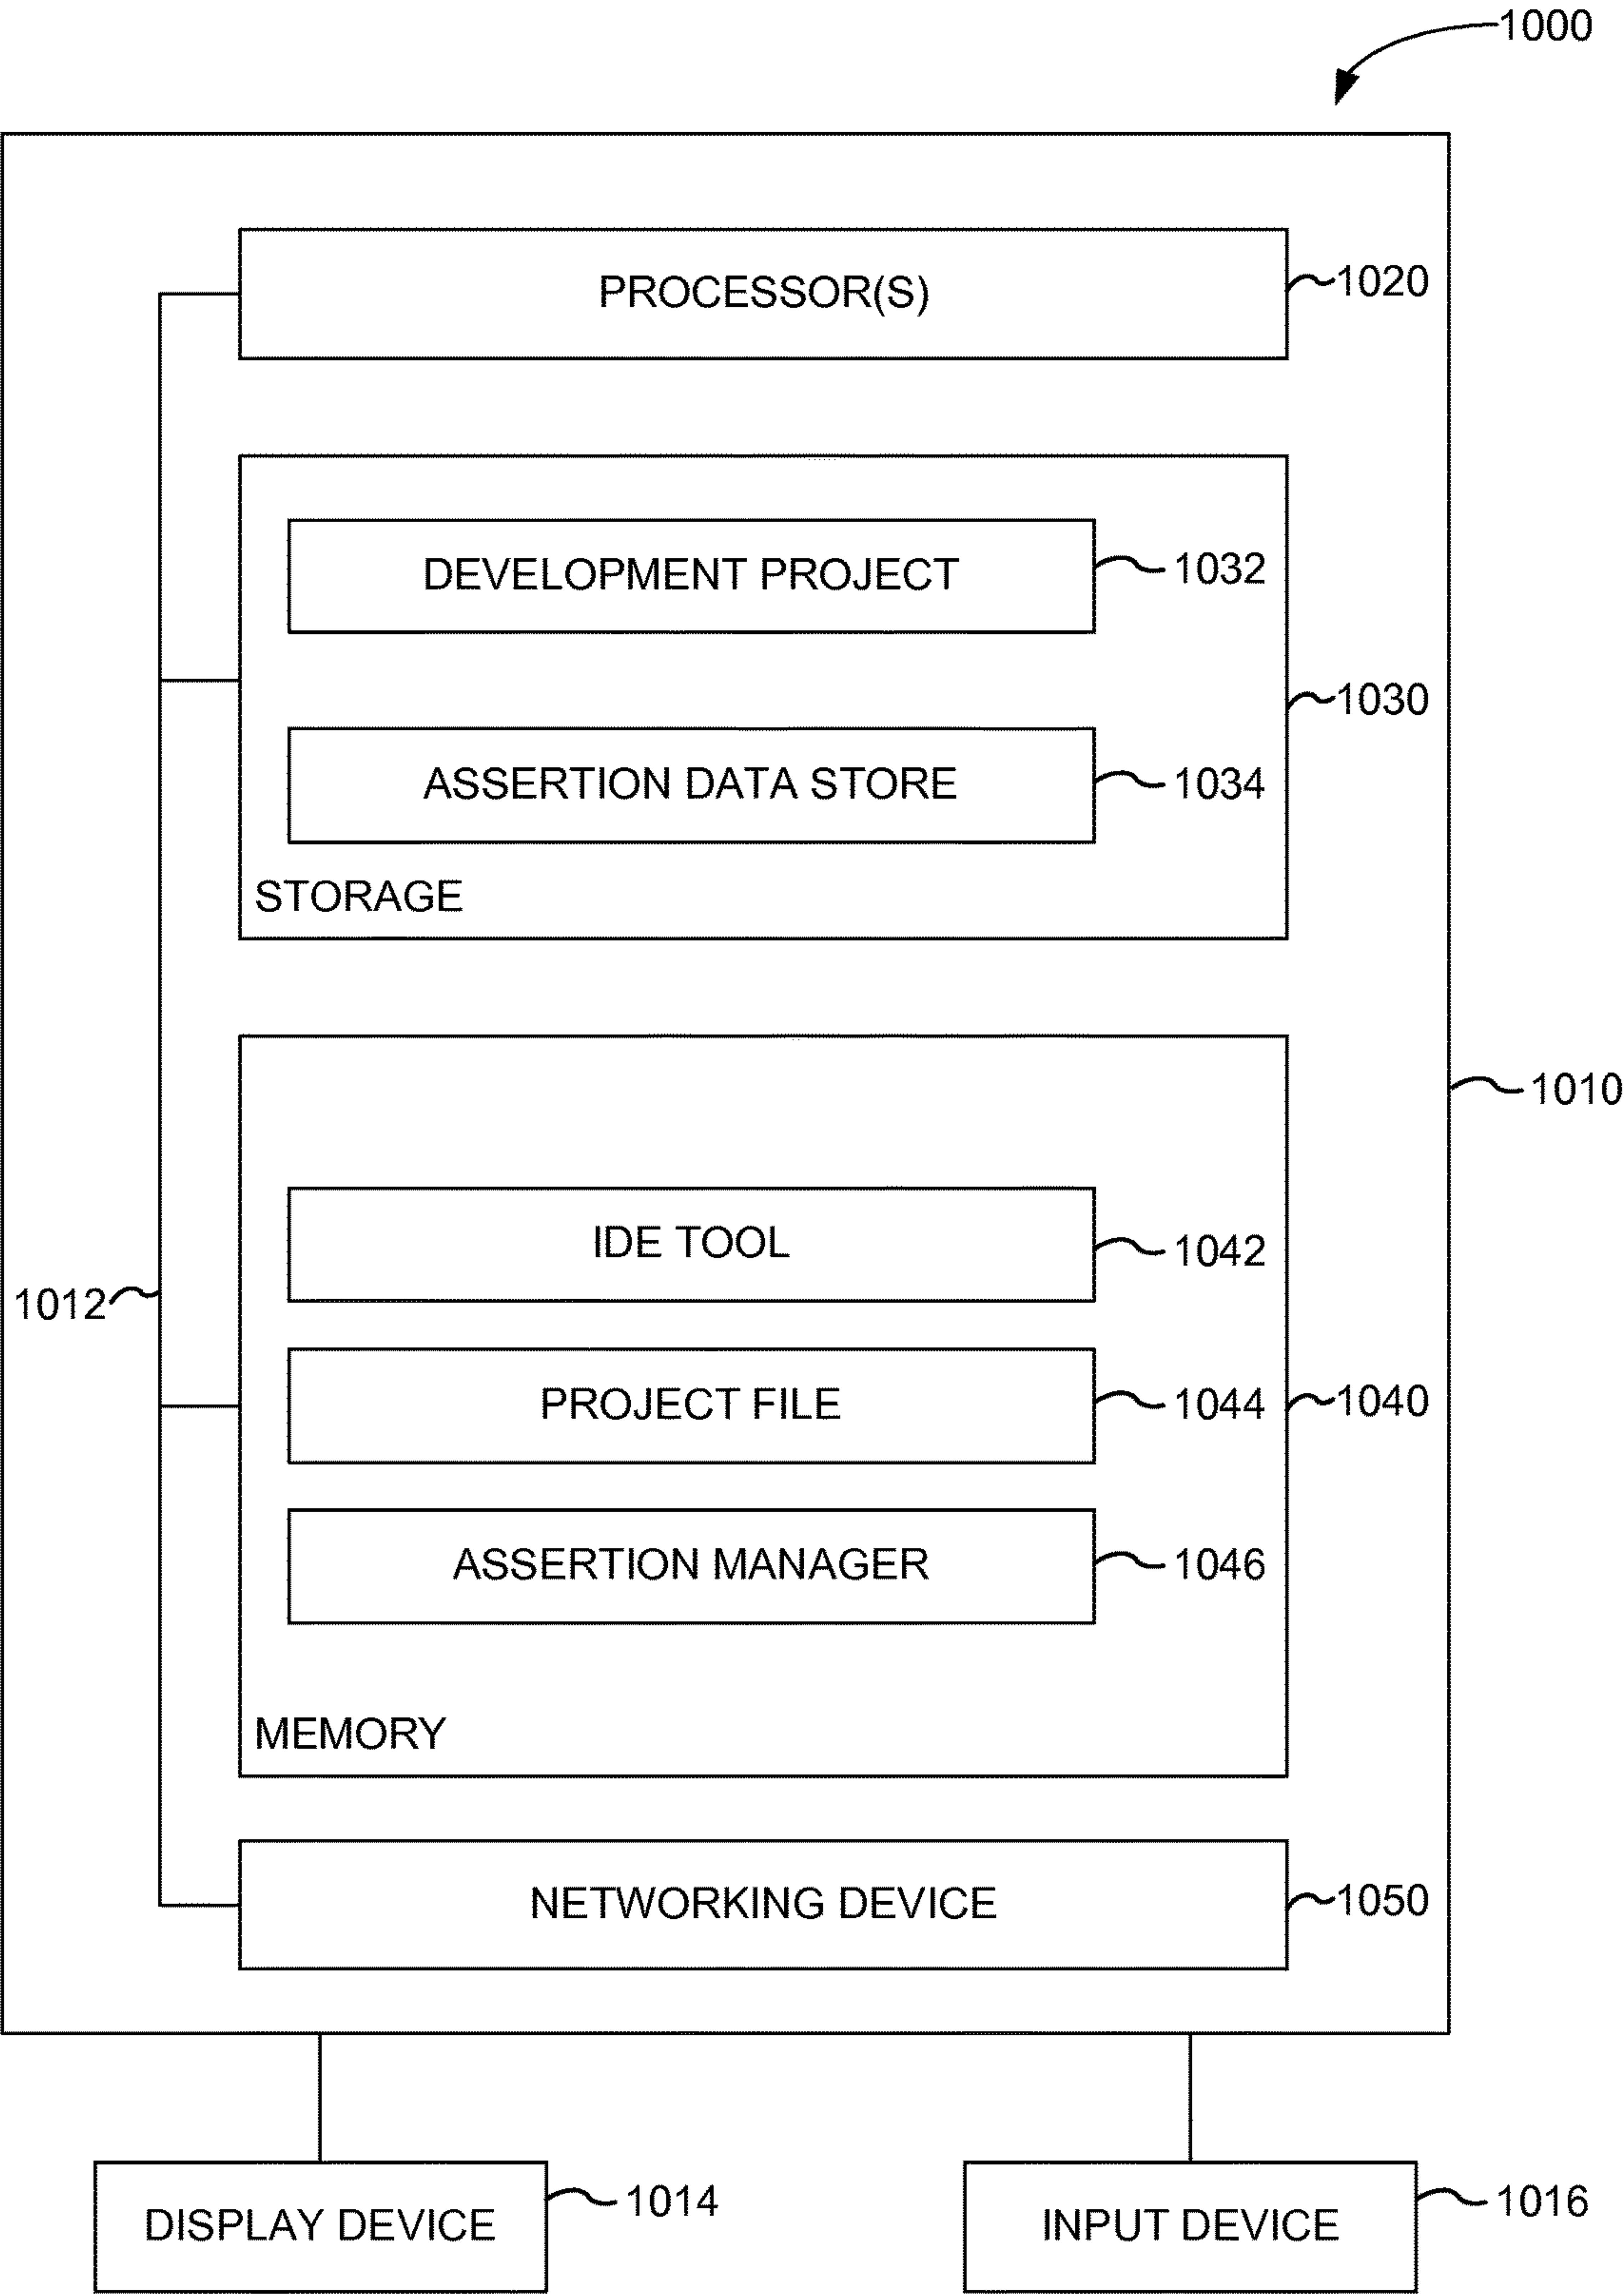 1000
PROCESSOR(S)
1020
DEVELOPMENT PROJECT
1032
1030
ASSERTION DATA STORE
1034
STORAGE
1010
IDE TOOL
1042
1012
PROJECT FILE
1044
1040
ASSERTION MANAGER
1046
MEMORY
NETWORKING DEVICE
1050
DISPLAY DEVICE
1014
INPUT DEVICE
1016